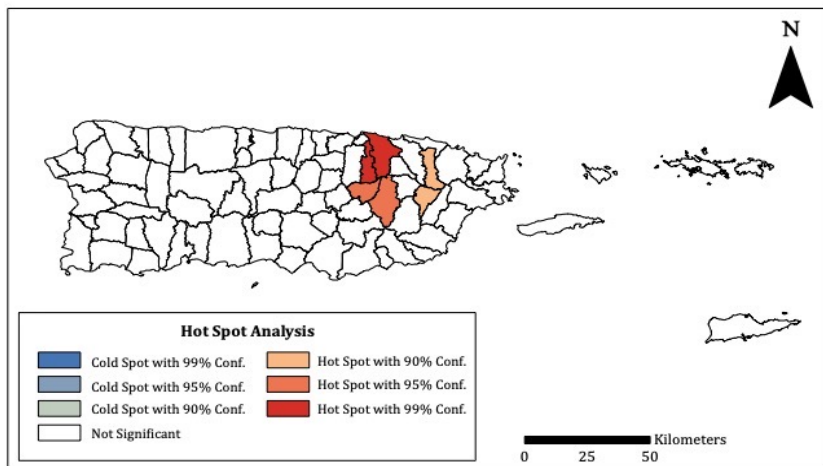 N
Hot Spot Analysis
Cold Spot with 99% Conf.
Hot Spot with 90% Conf.
Cold Spot with 95% Conf.
Hot Spot with 95% Conf.
Cold Spot with 90% Conf.
Hot Spot with 99% Conf.
Not Significant
Kilometers
0 25 50